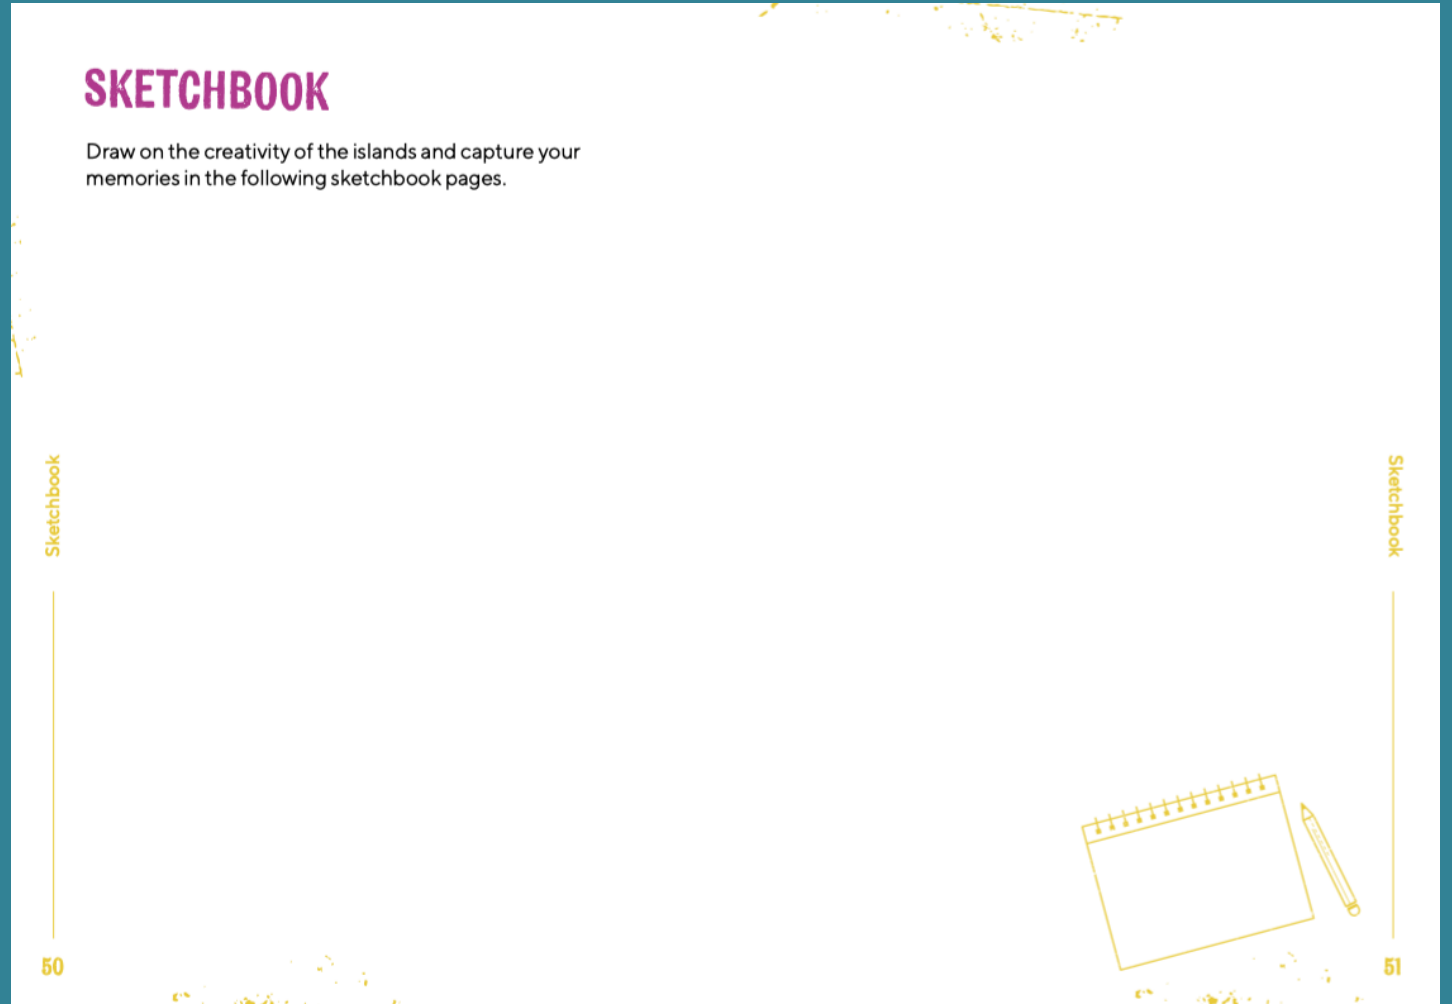 SKETCHBOOK
Draw on the creativity of the islands and capture your
memories in the following sketchbook pages.
Sketchbook
50
Sketchbook
51